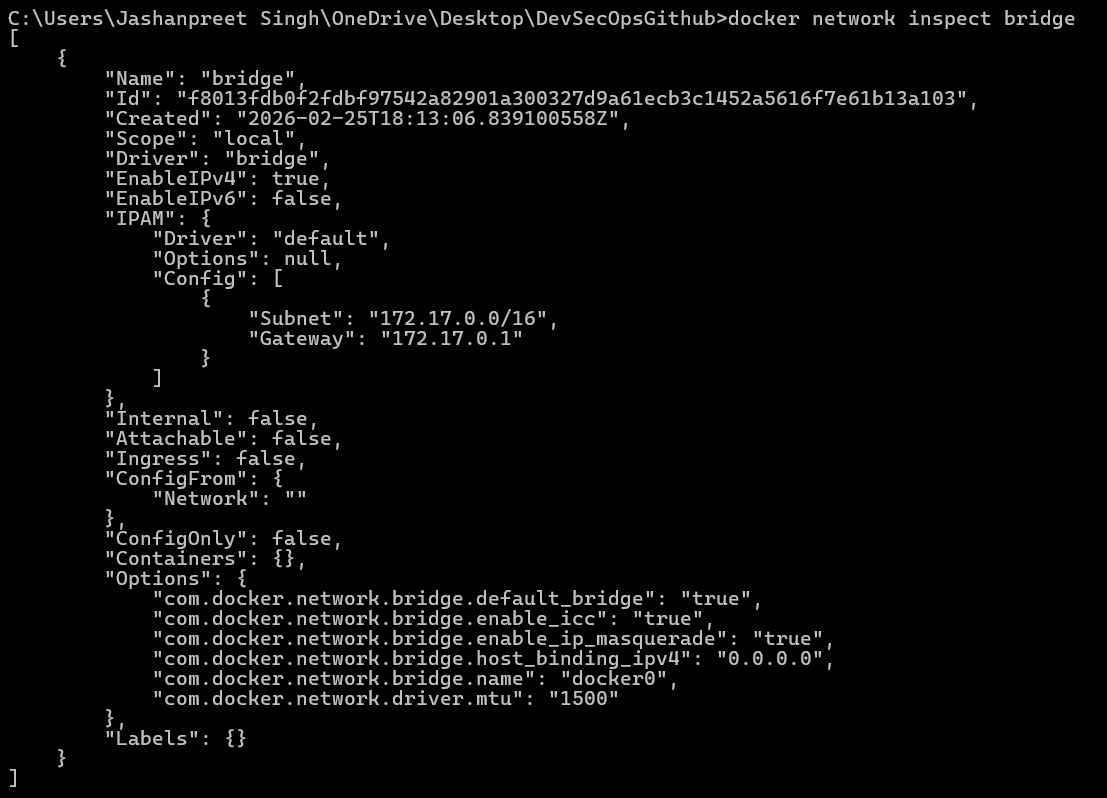 C:\Users\Jashanpreet Singh\OneDrive\Desktop\DevSecOpsGithub>docker network inspect bridge
[
    {
        "Name": "bridge",
        "Id": "f8013fdb0f2fdbf97542a82901a300327d9a61ecb3c1452a5616f7e61b13a103",
        "Created": "2026-02-25T18:13:06.839100558Z",
        "Scope": "local",
        "Driver": "bridge",
        "EnableIPv4": true,
        "EnableIPv6": false,
        "IPAM": {
            "Driver": "default",
            "Options": null,
            "Config": [
                {
                    "Subnet": "172.17.0.0/16",
                    "Gateway": "172.17.0.1"
                }
            ]
        },
        "Internal": false,
        "Attachable": false,
        "Ingress": false,
        "ConfigFrom": {
            "Network": ""
        },
        "ConfigOnly": false,
        "Containers": {},
        "Options": {
            "com.docker.network.bridge.default_bridge": "true",
            "com.docker.network.bridge.enable_icc": "true",
            "com.docker.network.bridge.enable_ip_masquerade": "true",
            "com.docker.network.bridge.host_binding_ipv4": "0.0.0.0",
            "com.docker.network.bridge.name": "docker0",
            "com.docker.network.driver.mtu": "1500"
        },
        "Labels": {}
    }
]